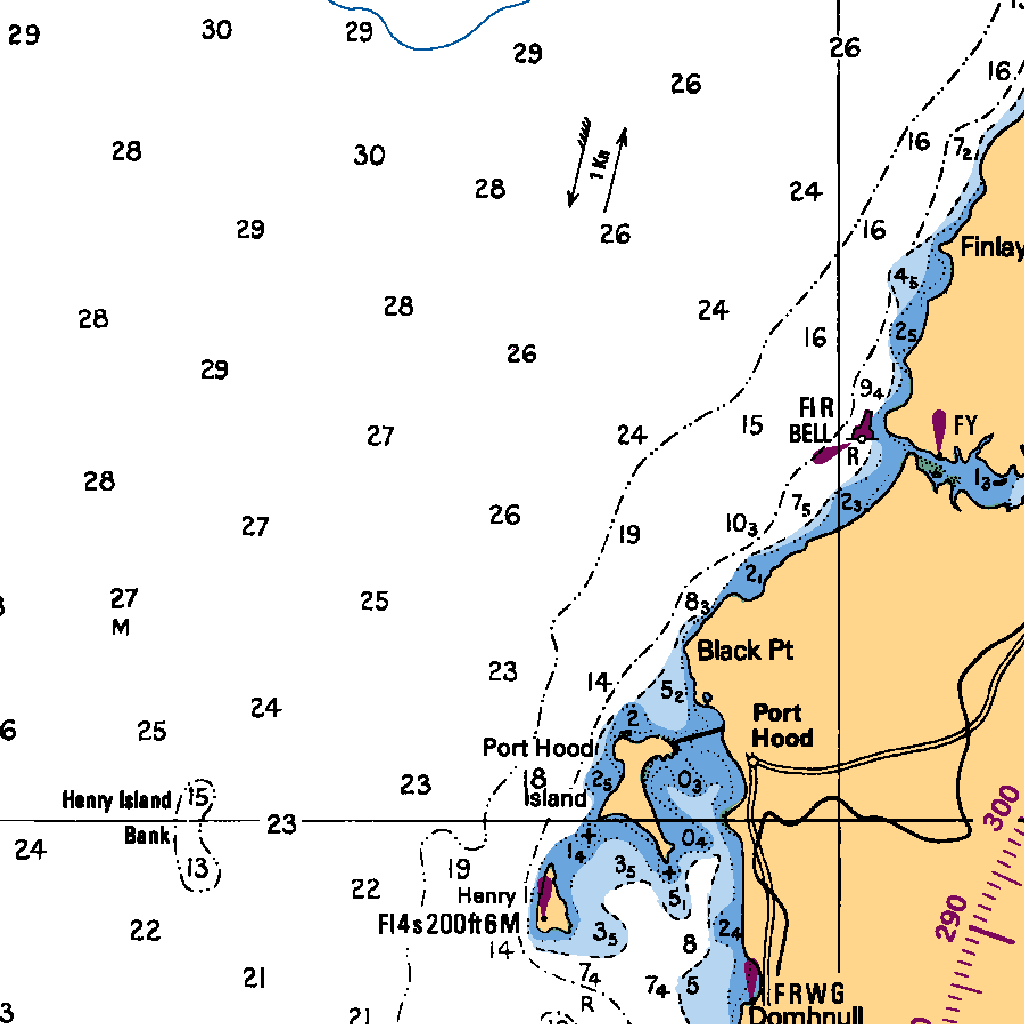 29 30 29 29 26 26 16
28 30 28 1 Kn 24 16 7₂
29 26 16 Finlay
28 28 24 16 4₅ 2₅
29 26 9₄
27 24 15 Fl R FY
BELL R
28 1₃
27 26 19 10₃ 7₅ 2₃
27 25 2₁
M 8₃
Black Pt
23 14 5₂
24 2 Port
25 Hood
Port Hood
23 18 2₅ 0₃
Island
Henry Island 15
Bank 23 300
24 13 19 1₄ 3₅ 0₄
22 Henry I 5 290
Fl 4s 200ft 6M
22 14 3₅ 8 2₄
21 7₄ 7₄ 5
R F R W G
21 Domhnull